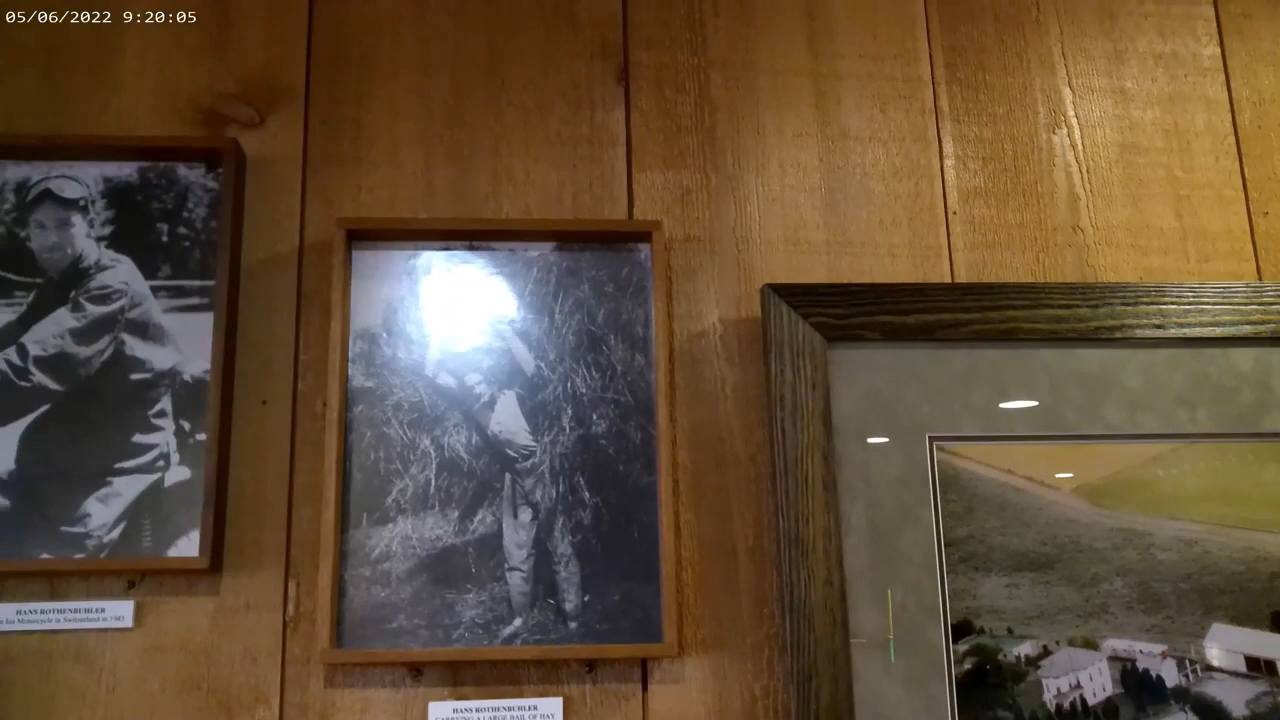 05/06/2022 9:20:05
HANS ROTHENBUHLER
on his Motorcycle in Switzerland in 1943
HANS ROTHENBUHLER
CARRYING A LARGE BAIL OF HAY